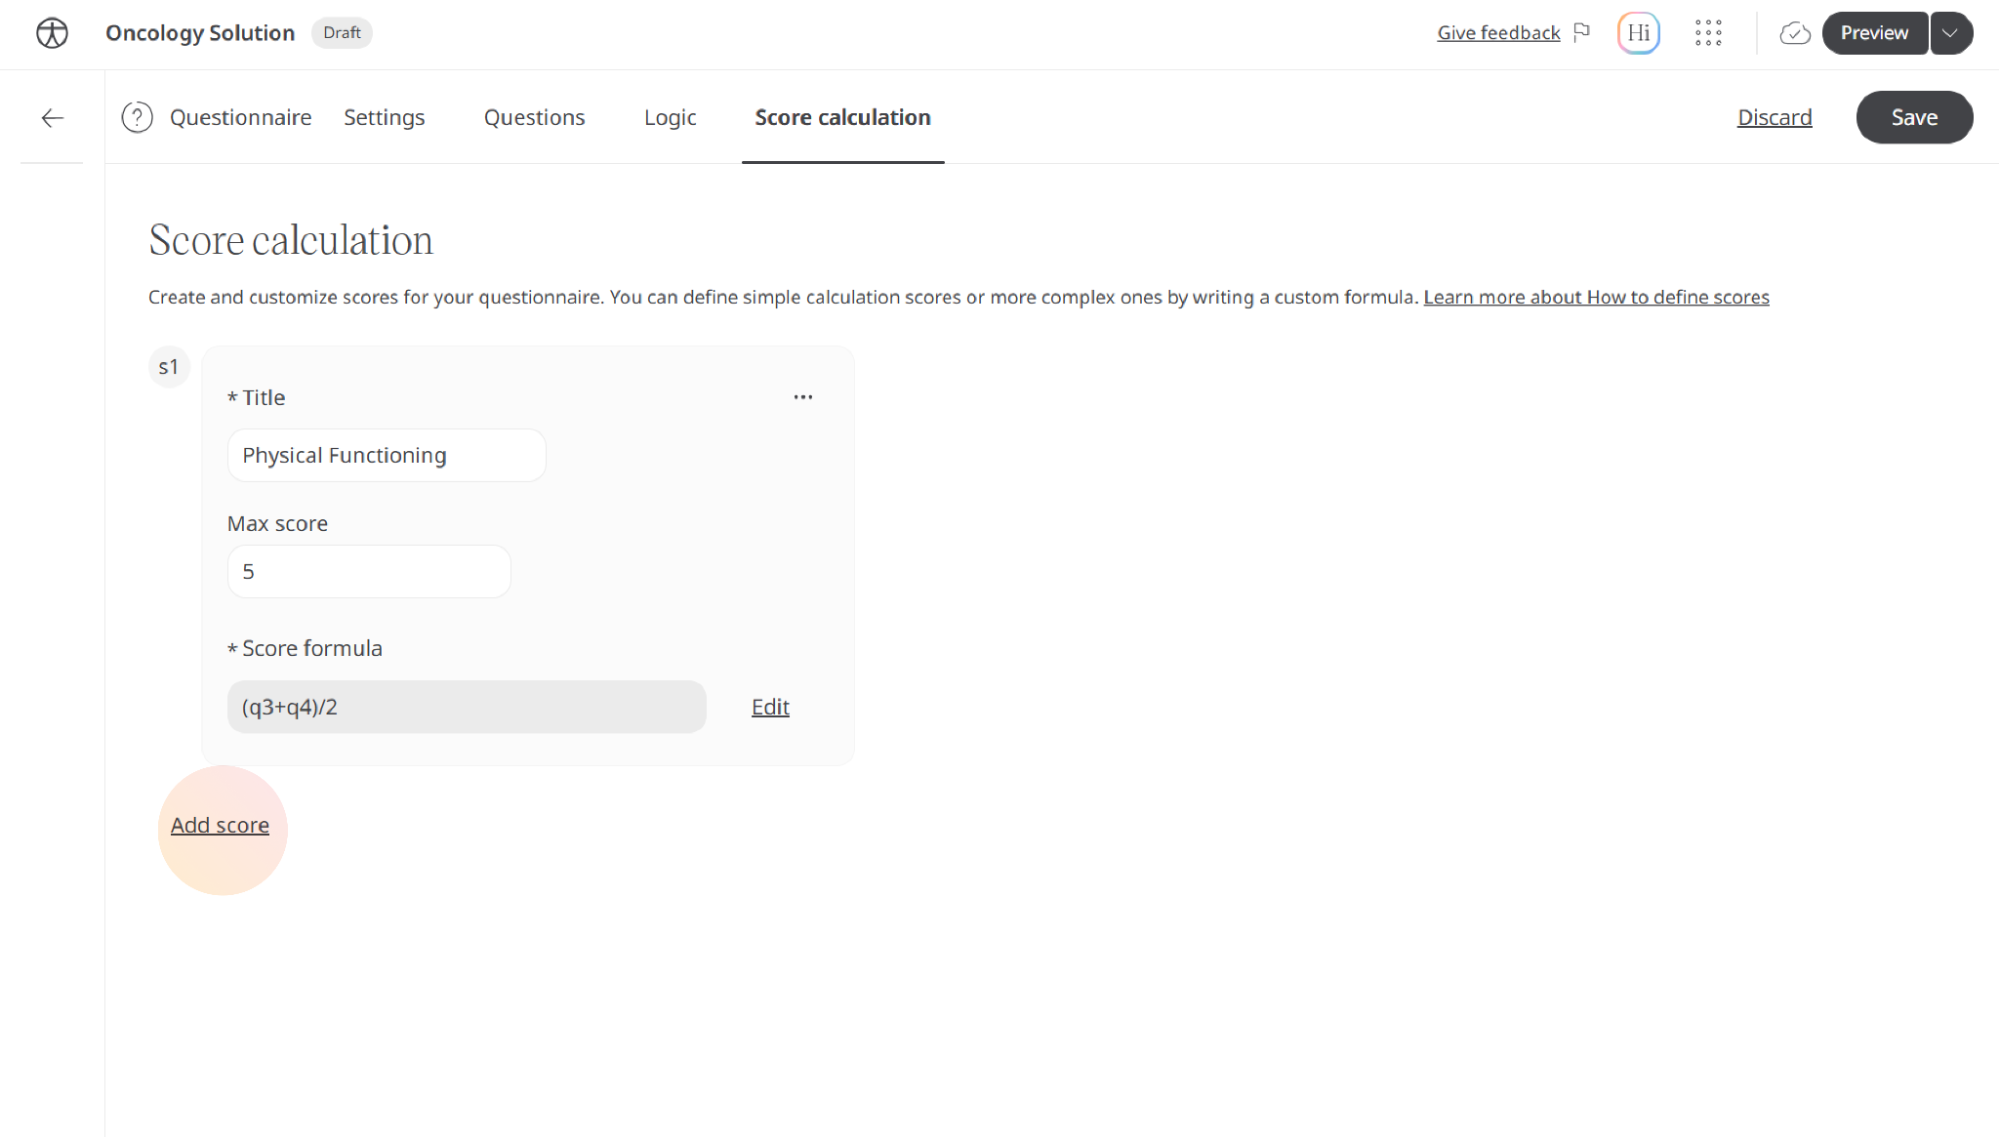 Oncology Solution Draft Give feedback Hi Preview
? Questionnaire Settings Questions Logic Score calculation Discard Save
Score calculation
Create and customize scores for your questionnaire. You can define simple calculation scores or more complex ones by writing a custom formula. Learn more about How to define scores
s1
* Title
Physical Functioning
Max score
5
* Score formula
(q3+q4)/2 Edit
Add score